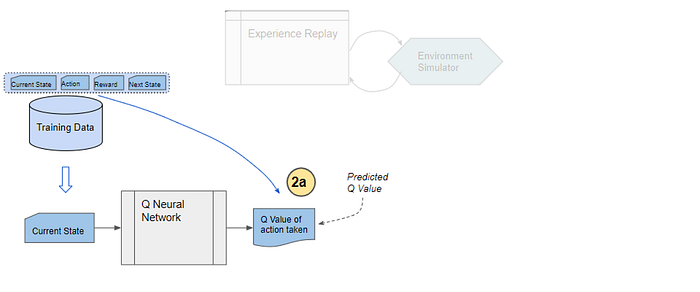 Experience Replay
Environment
Simulator
Current State
Action
Reward
Next State
Training Data
2a
Predicted
Q Value
Q Neural
Network
Current State
Q Value of
action taken